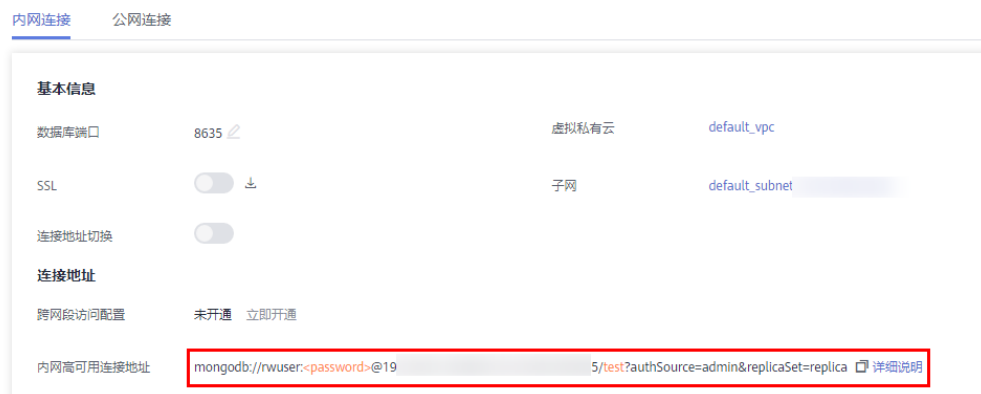 内网连接 公网连接
基本信息
数据库端口 8635 虚拟私有云 default_vpc
SSL 子网 default_subnet
连接地址切换
连接地址
跨网段访问配置 未开通 立即开通
内网高可用连接地址 mongodb://rwuser:<password>@19 5/test?authSource=admin&replicaSet=replica 详细说明